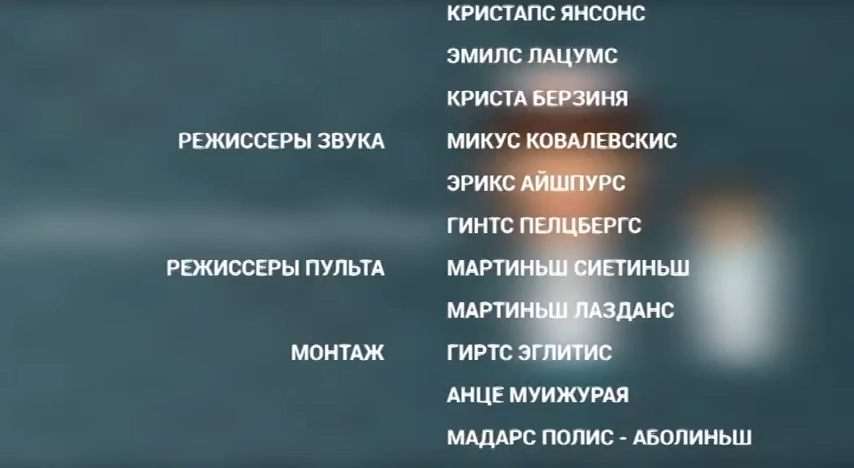 КРИСТАПС ЯНСОНС
ЭМИЛС ЛАЦУМС
КРИСТА БЕРЗИНЯ
РЕЖИССЕРЫ ЗВУКА МИКУС КОВАЛЕВСКИС
ЭРИКС АЙШПУРС
ГИНТС ПЕЛЦБЕРГС
РЕЖИССЕРЫ ПУЛЬТА МАРТИНЬШ СИЕТИНЬШ
МАРТИНЬШ ЛАЗДАНС
МОНТАЖ ГИРТС ЭГЛИТИС
АНЦЕ МУИЖУРАЯ
МАДАРС ПОЛИС - АБОЛИНЬШ